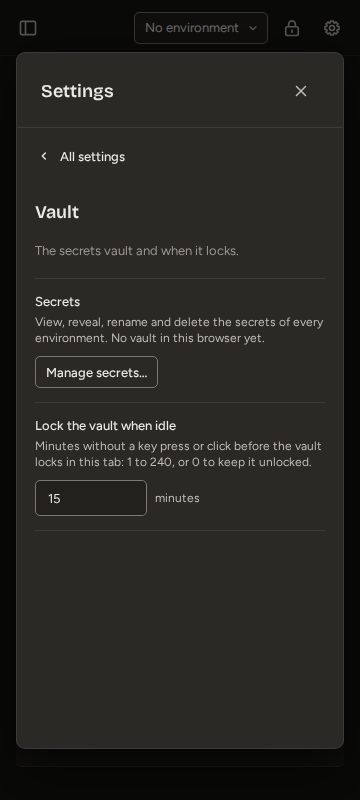 No environment
Settings
All settings
Vault
The secrets vault and when it locks.
Secrets
View, reveal, rename and delete the secrets of every
environment. No vault in this browser yet.
Manage secrets...
Lock the vault when idle
Minutes without a key press or click before the vault
locks in this tab: 1 to 240, or 0 to keep it unlocked.
15 minutes